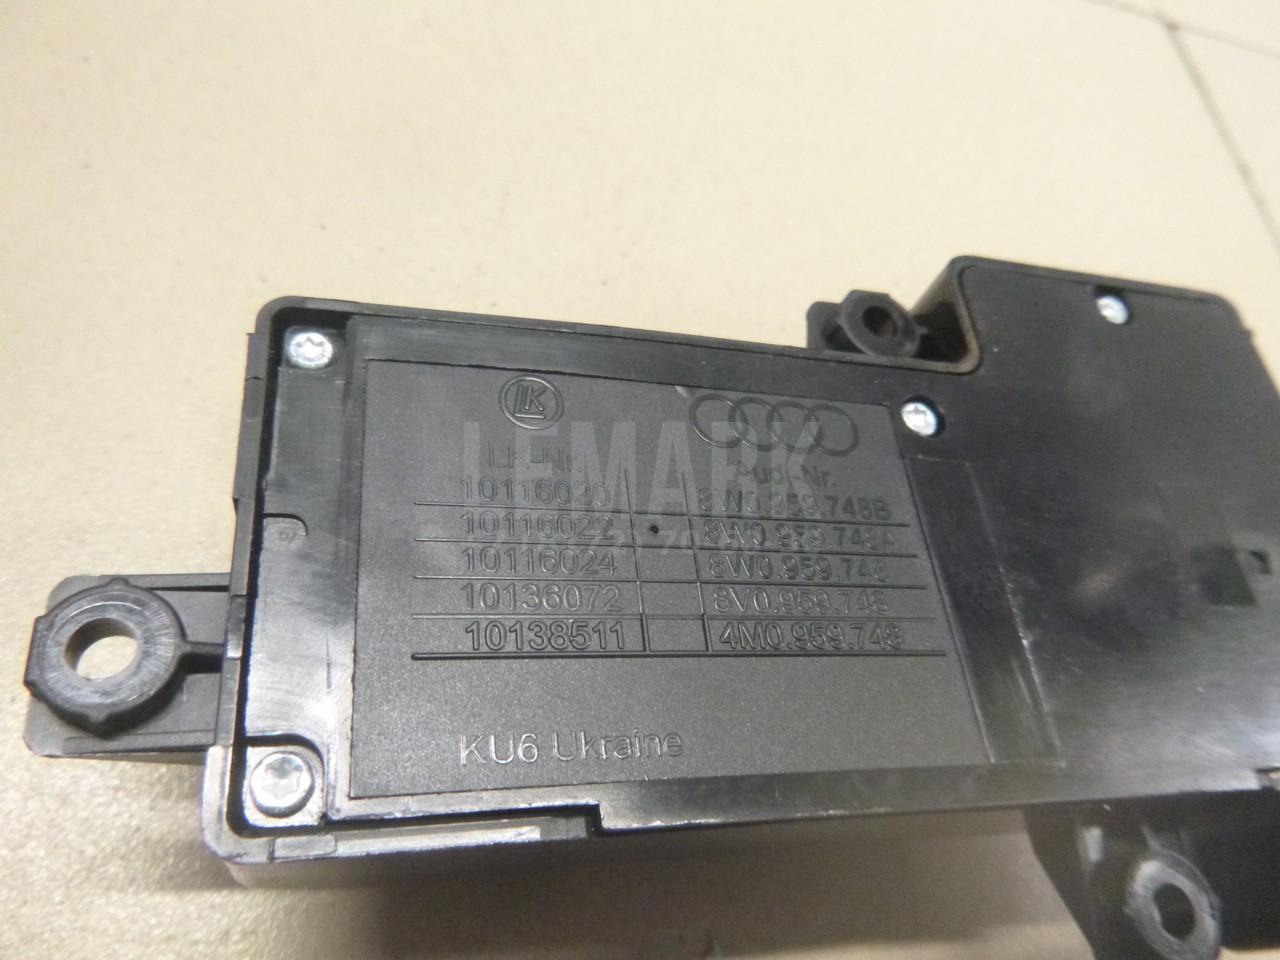 LK
LEMARK
LK-Nr. Audi-Nr.
10116020 8W0.959.748B
10116022 8W0.959.748A
10116024 8W0.959.748
10136072 8V0.959.748
10138511 4M0.959.748
KU6 Ukraine